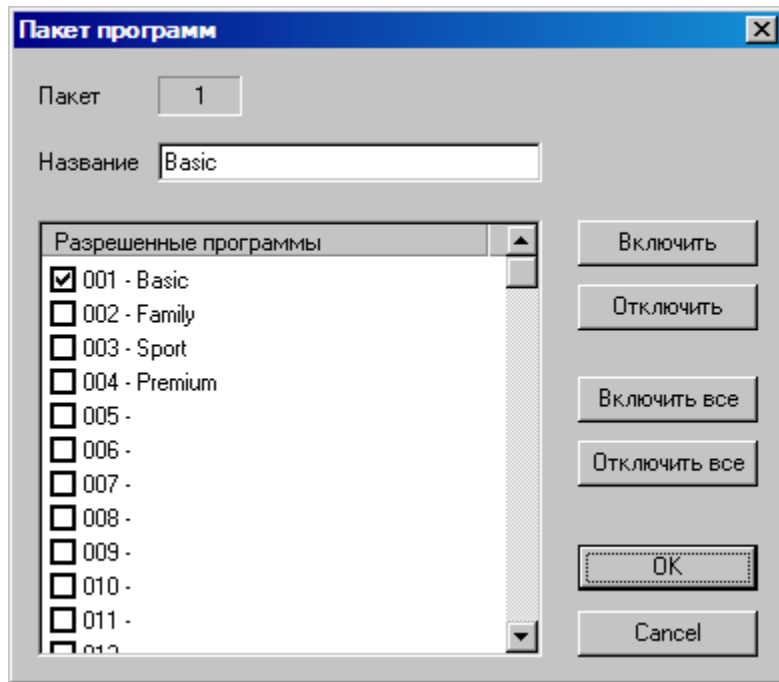 Пакет программ
Пакет 1
Название Basic
Разрешенные программы
001 - Basic
002 - Family
003 - Sport
004 - Premium
005 -
006 -
007 -
008 -
009 -
010 -
011 -
Включить
Отключить
Включить все
Отключить все
OK
Cancel